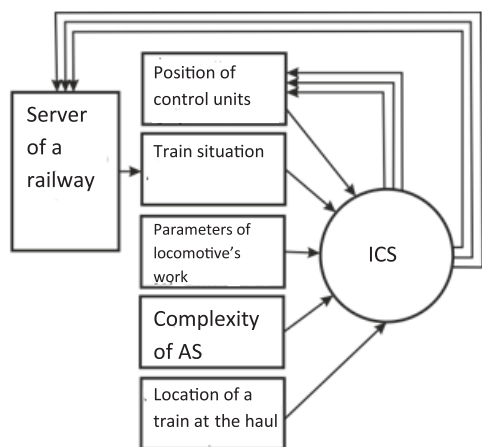 Server
of a
railway
Position of
control units
Train situation
Parameters of
locomotive's
work
Complexity
of AS
Location of a
train at the haul
ICS